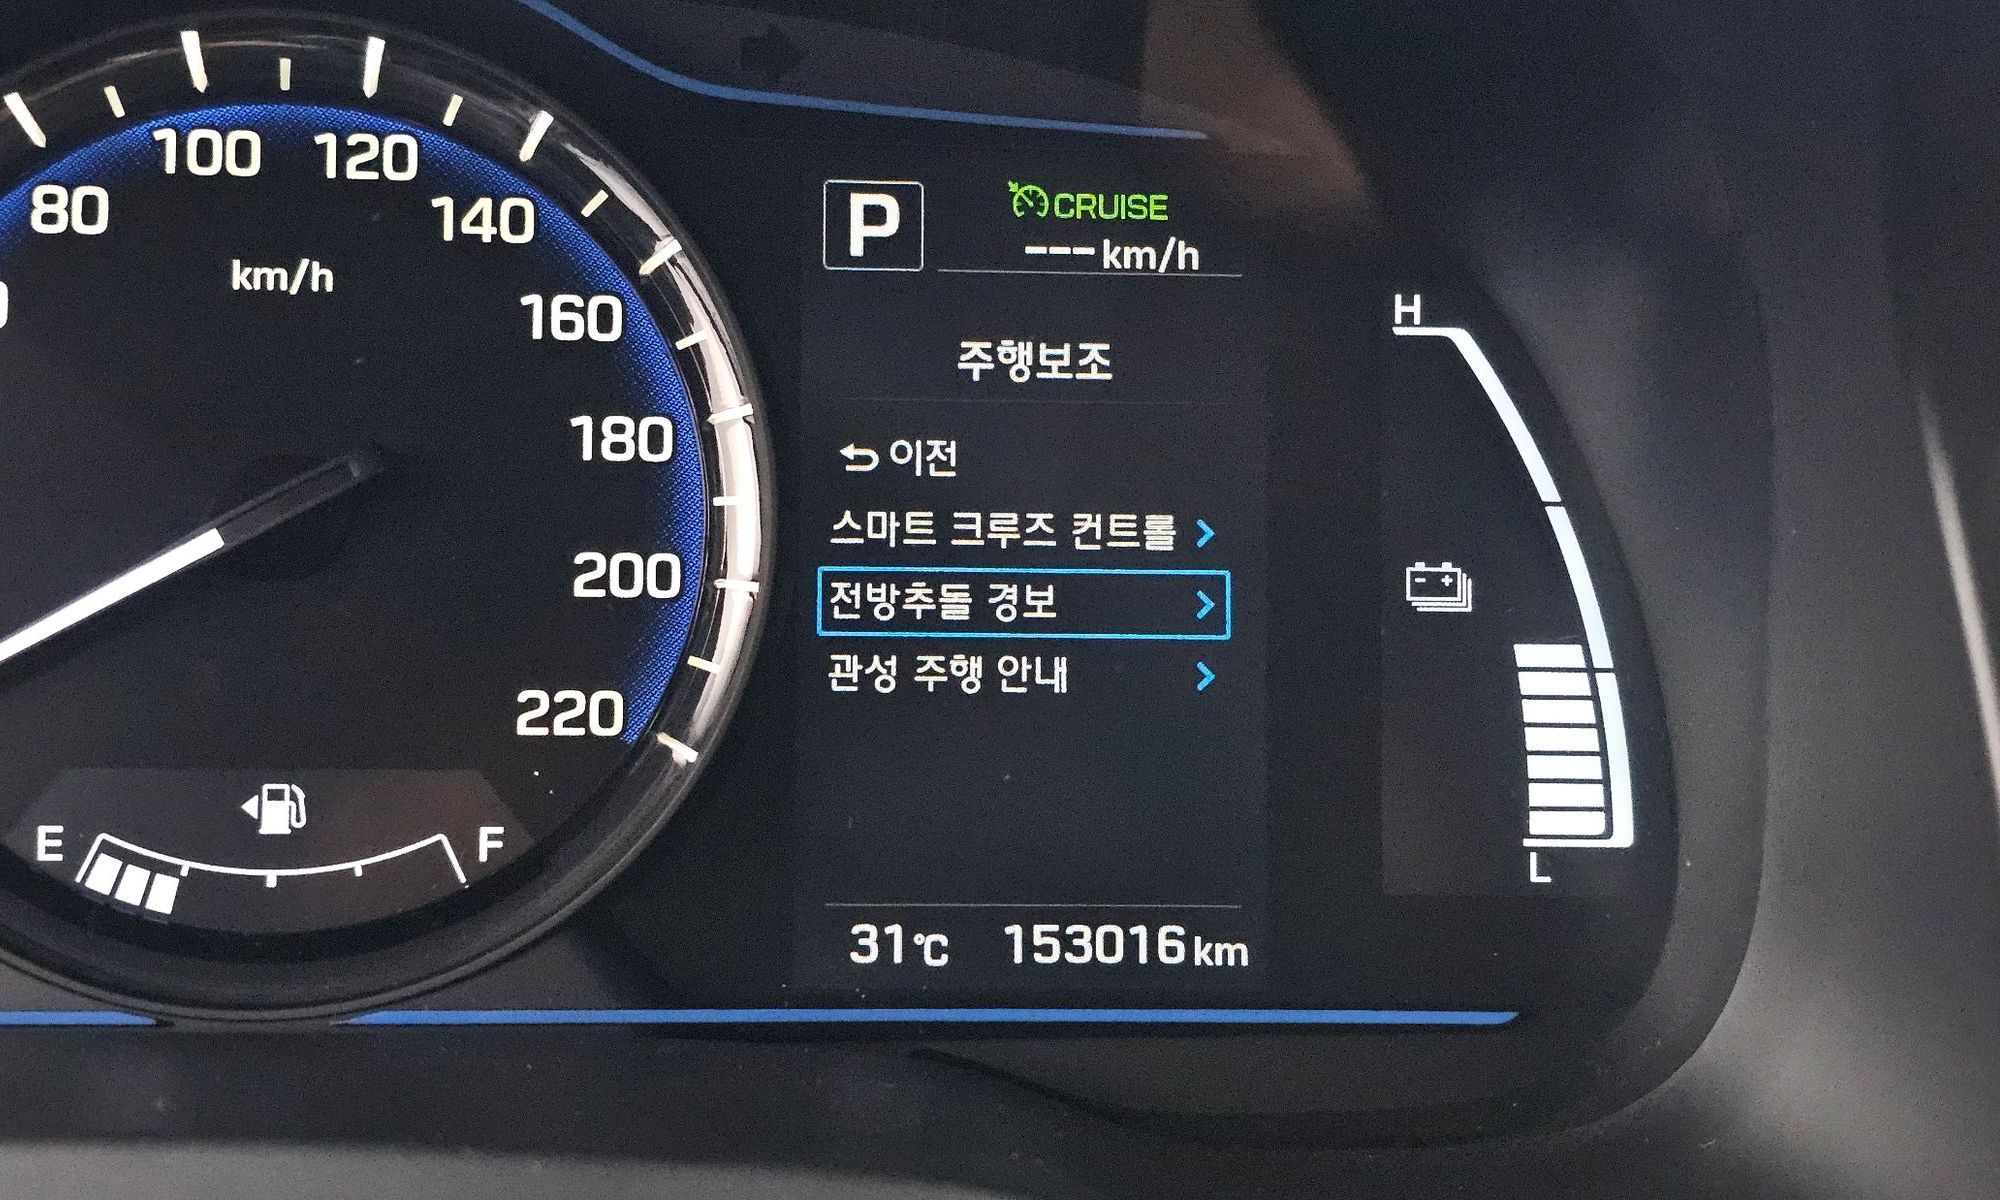 80
100
120
140
160
180
200
220
km/h
E
F
P
CRUISE
---km/h
주행보조
이전
스마트 크루즈 컨트롤
전방추돌 경보
관성 주행 안내
31℃ 153016 km
H
L